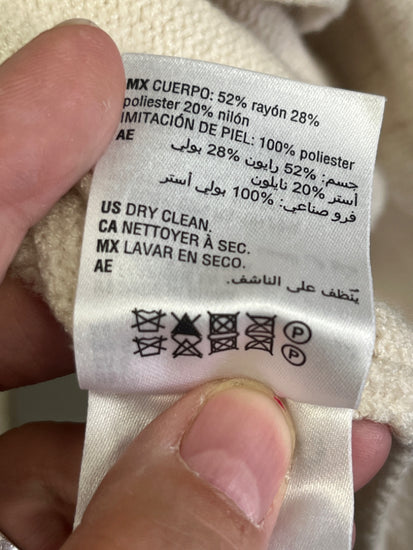 MX CUERPO: 52% rayón 28%
poliester 20% nilón
IMITACIÓN DE PIEL: 100% poliester
AE
جسم: 52% رايون 28% بولي
أستر 20% نايلون
فرو صناعي: 100% بولي أستر
US DRY CLEAN.
CA NETTOYER À SEC.
MX LAVAR EN SECO.
AE
يُنظف على الناشف.
P
P